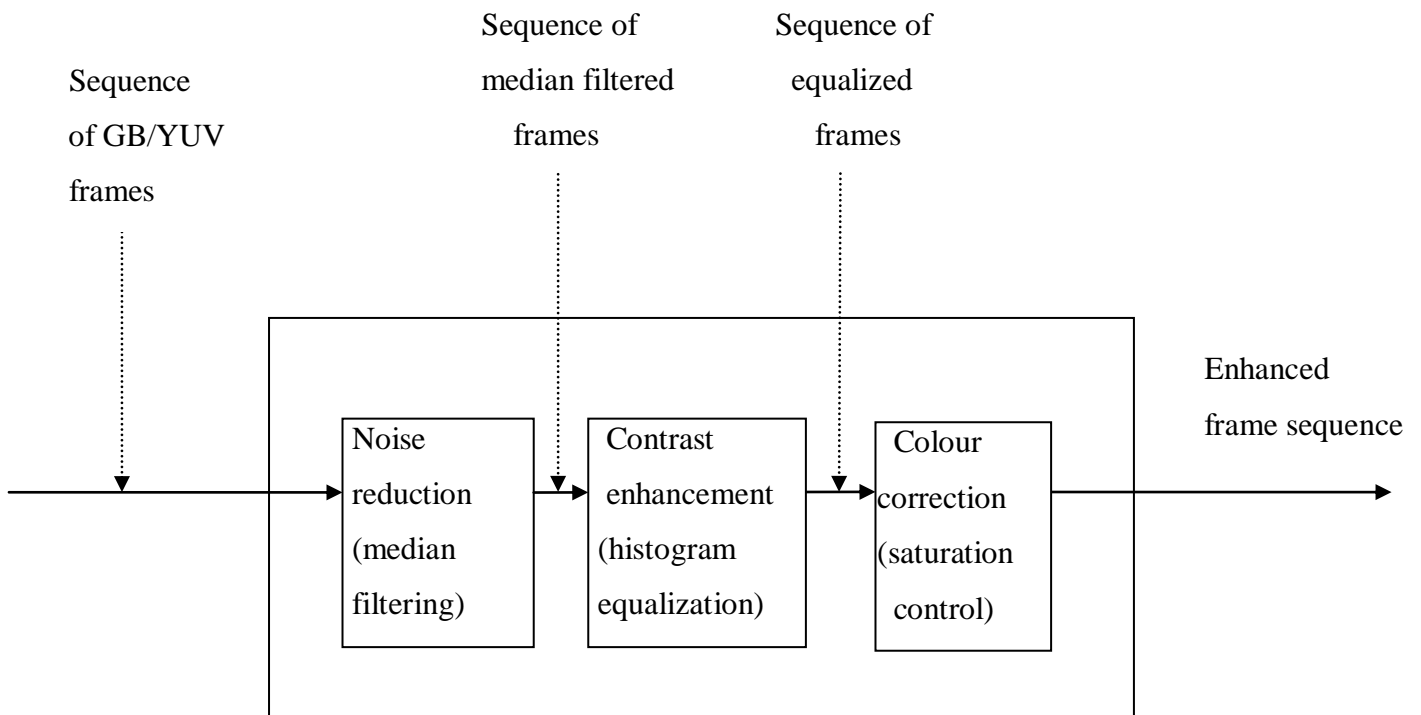 Sequence
of GB/YUV
frames
Sequence of
median filtered
frames
Sequence of
equalized
frames
Noise
reduction
(median
filtering)
Contrast
enhancement
(histogram
equalization)
Colour
correction
(saturation
control)
Enhanced
frame sequence